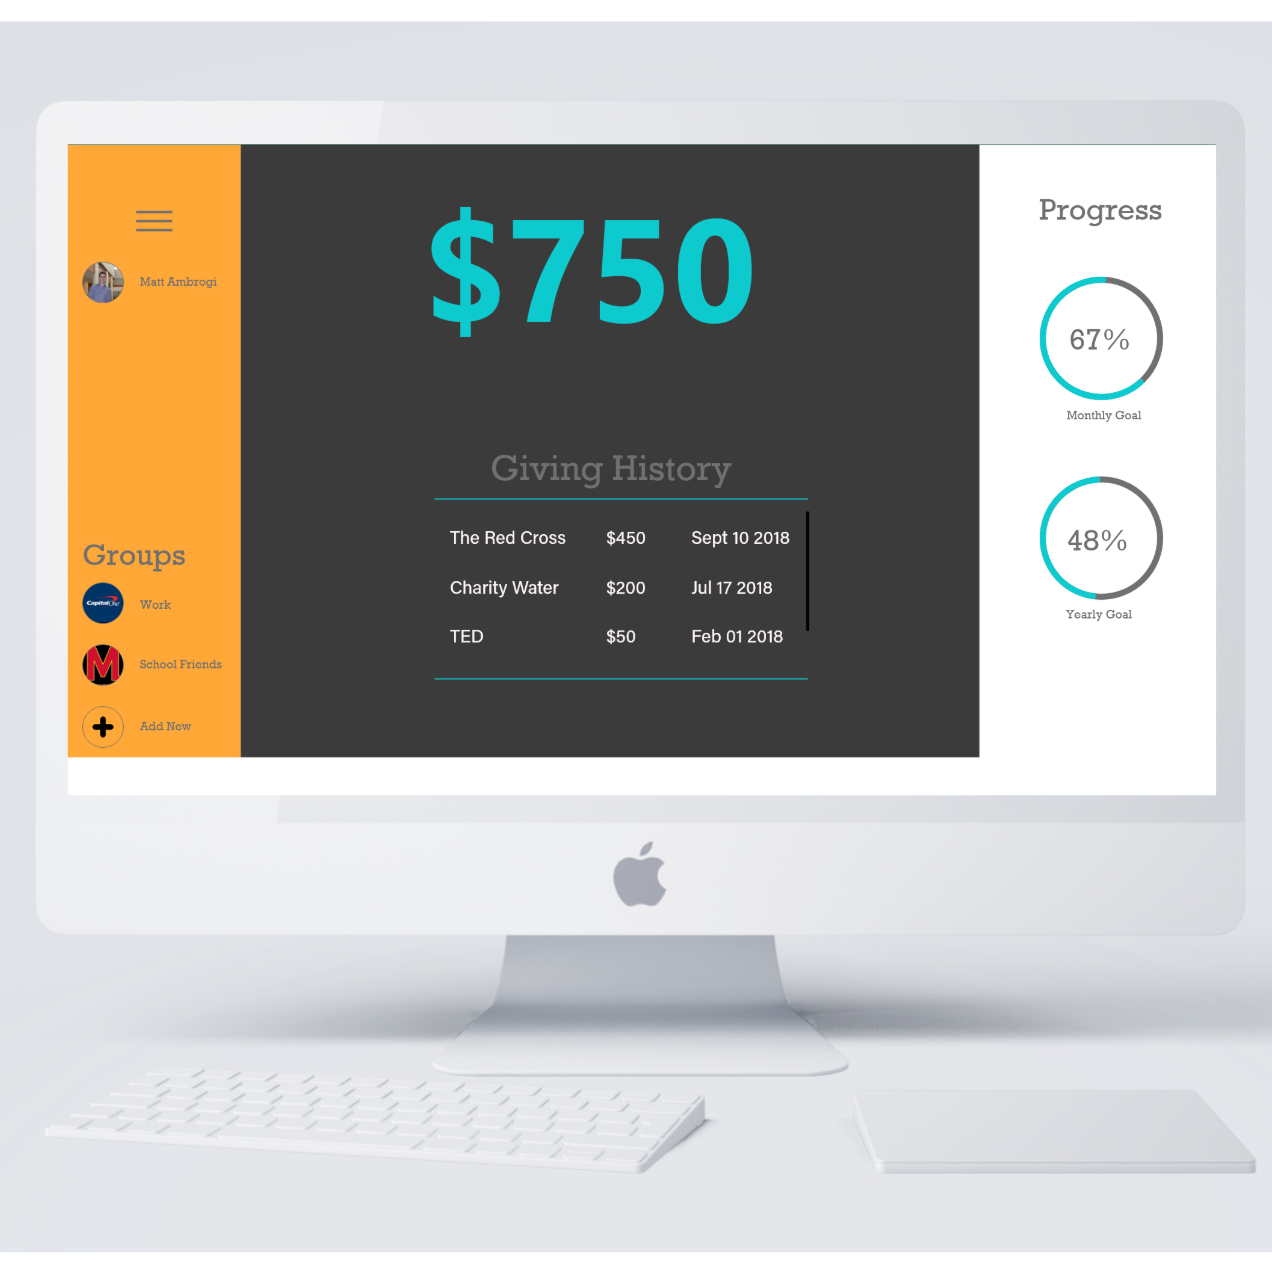 $750
Progress
Matt Ambrogi
67%
Monthly Goal
Giving History
The Red Cross $450 Sept 10 2018
Charity Water $200 Jul 17 2018
TED $50 Feb 01 2018
48%
Yearly Goal
Groups
Capital One
Work
M
School Friends
Add New